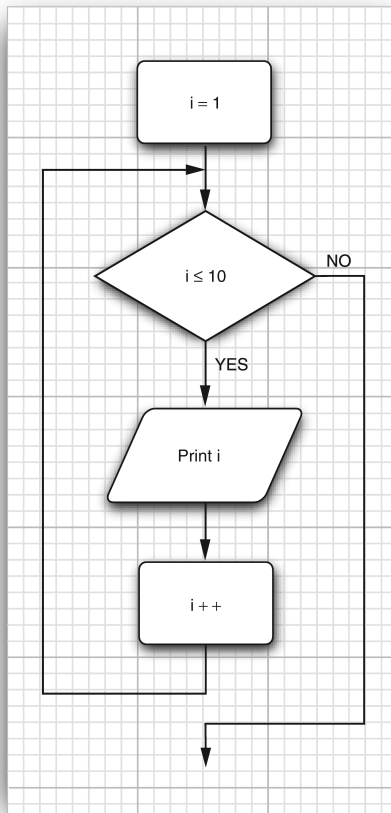 i = 1
i ≤ 10
NO
YES
Print i
i ++